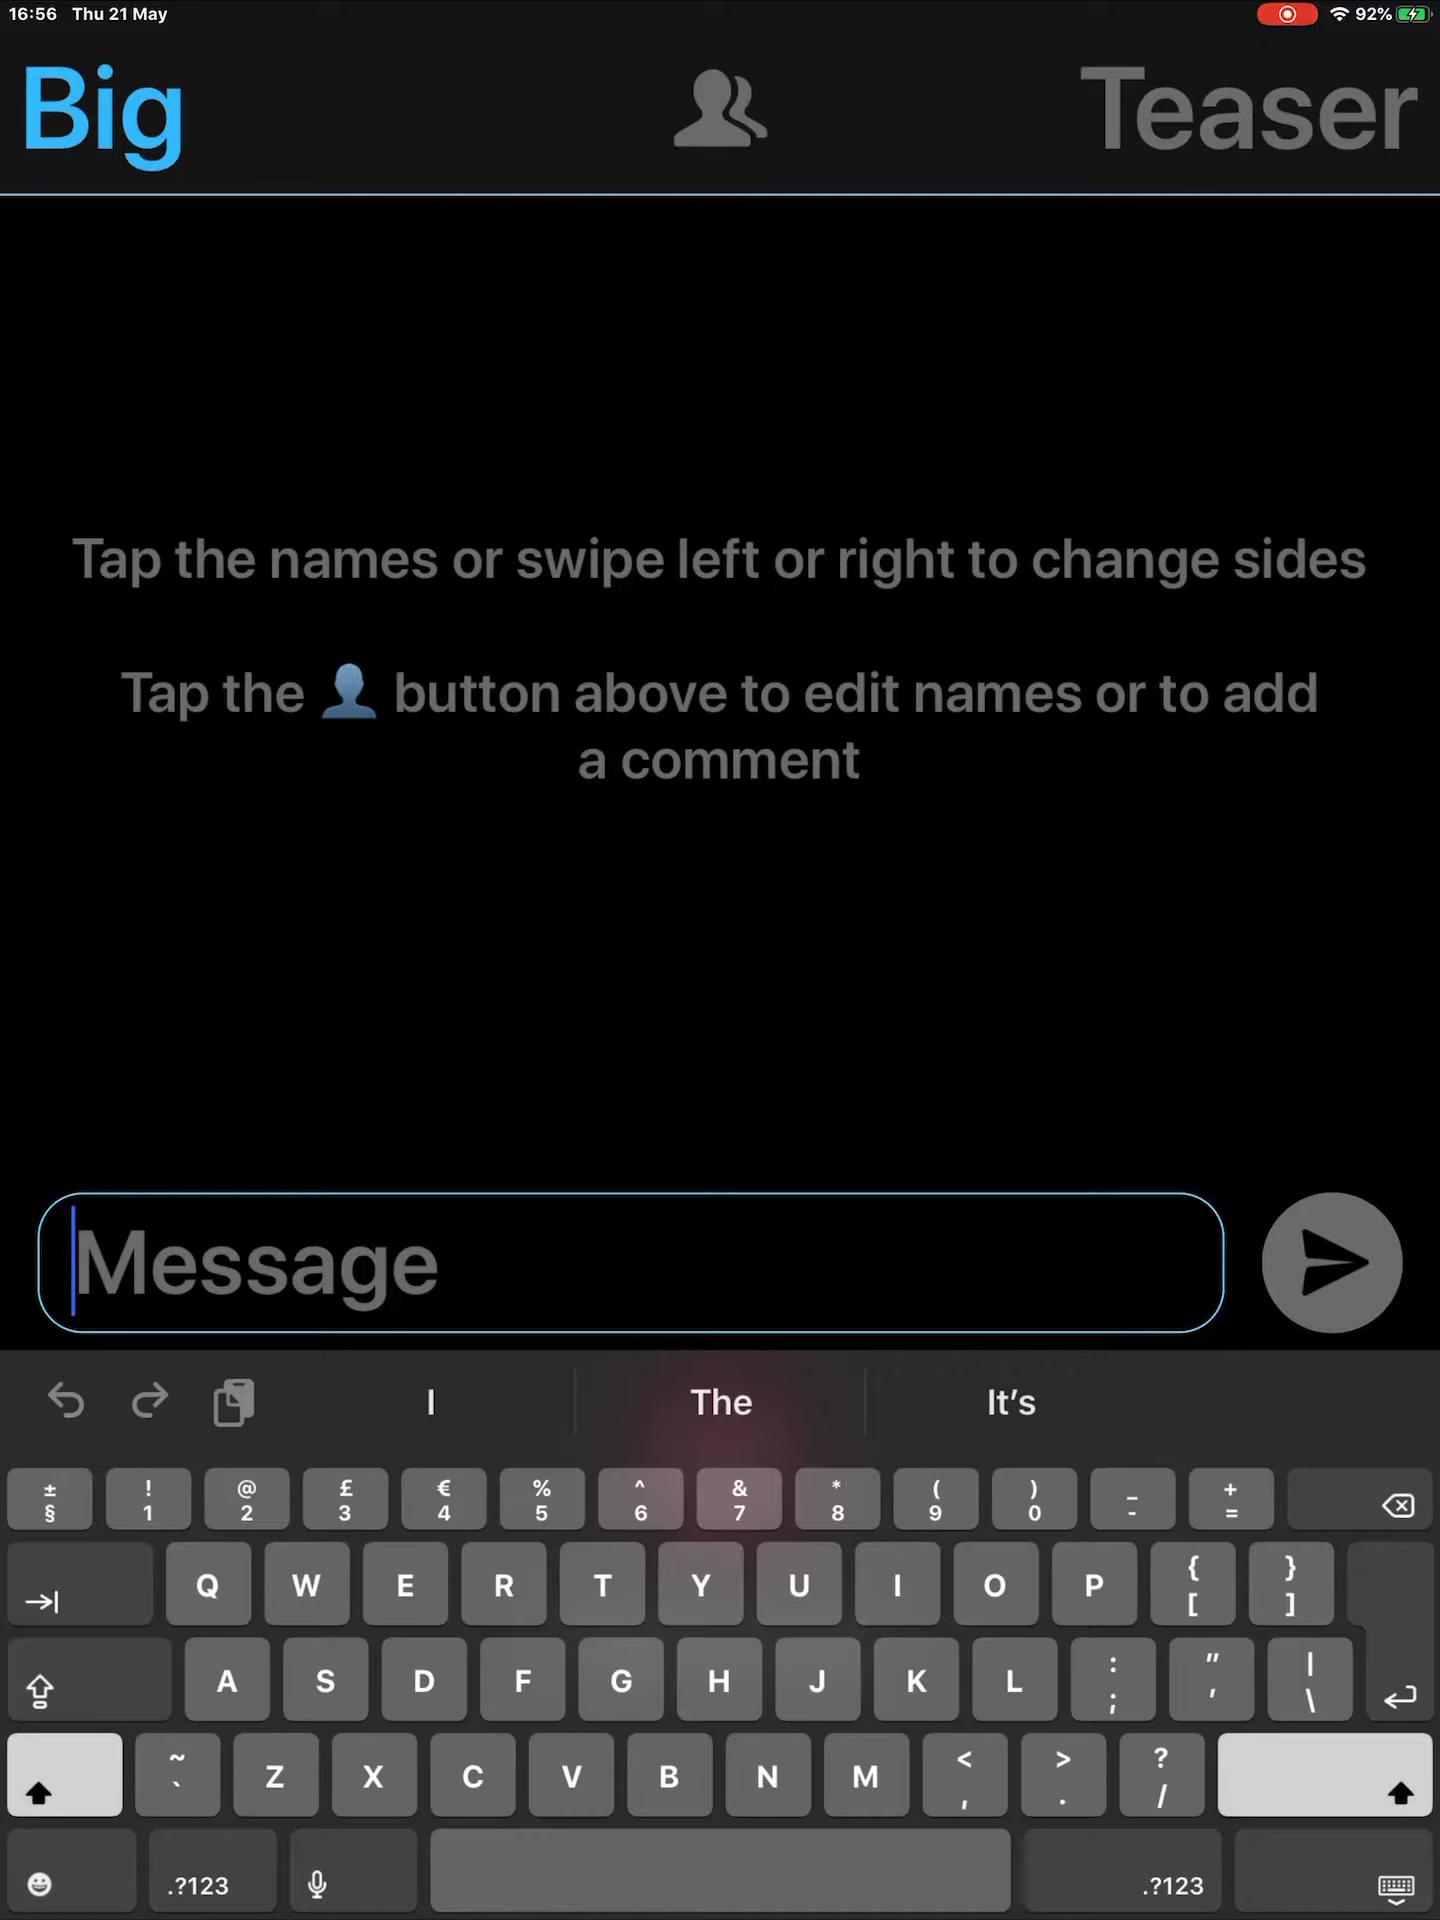 16:56 Thu 21 May 92%
Big Teaser
Tap the names or swipe left or right to change sides
Tap the 👤 button above to edit names or to add
a comment
Message
I The It’s
± ! @ £ € % ^ & * ( ) _ +
§ 1 2 3 4 5 6 7 8 9 0 - =
Q W E R T Y U I O P { }
[ ]
A S D F G H J K L : " |
; ' \
~ Z X C V B N M < > ?
` , . /
.?123 .?123